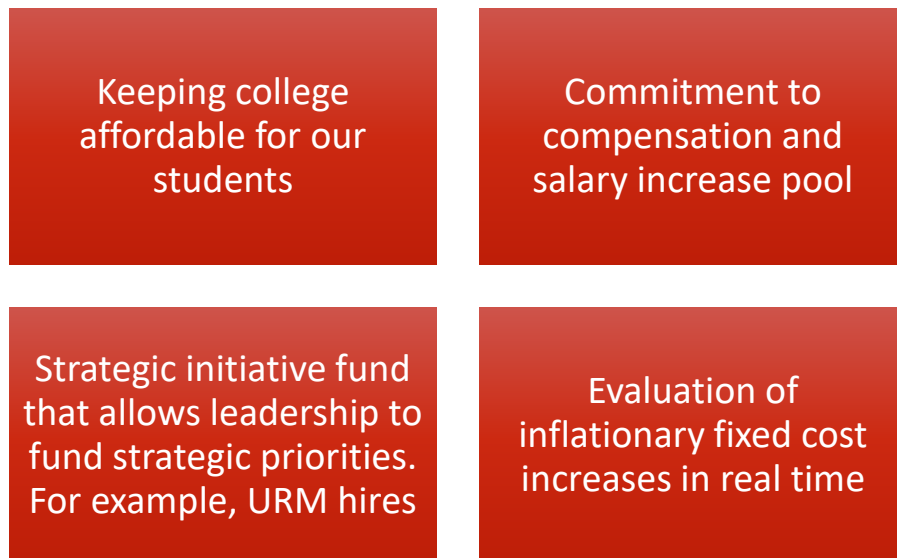 Keeping college
affordable for our
students
Commitment to
compensation and
salary increase pool
Strategic initiative fund
that allows leadership to
fund strategic priorities.
For example, URM hires
Evaluation of
inflationary fixed cost
increases in real time